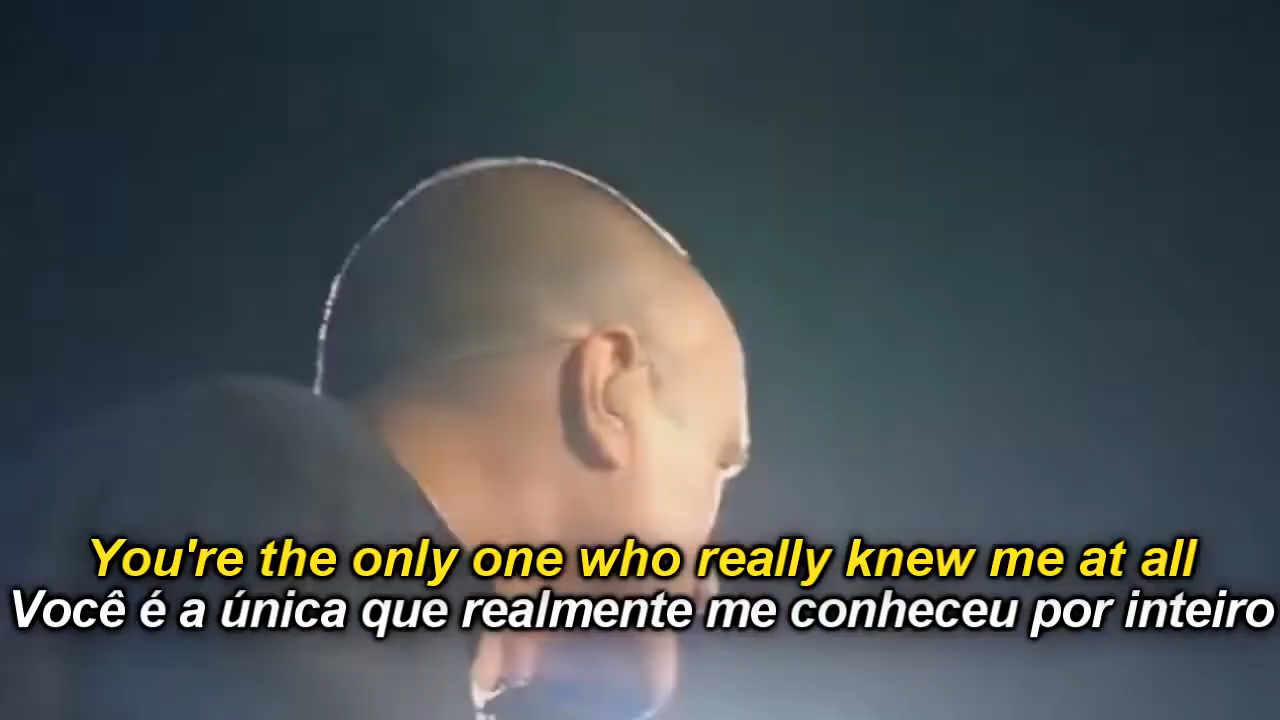 You're the only one who really knew me at all
Você é a única que realmente me conheceu por inteiro